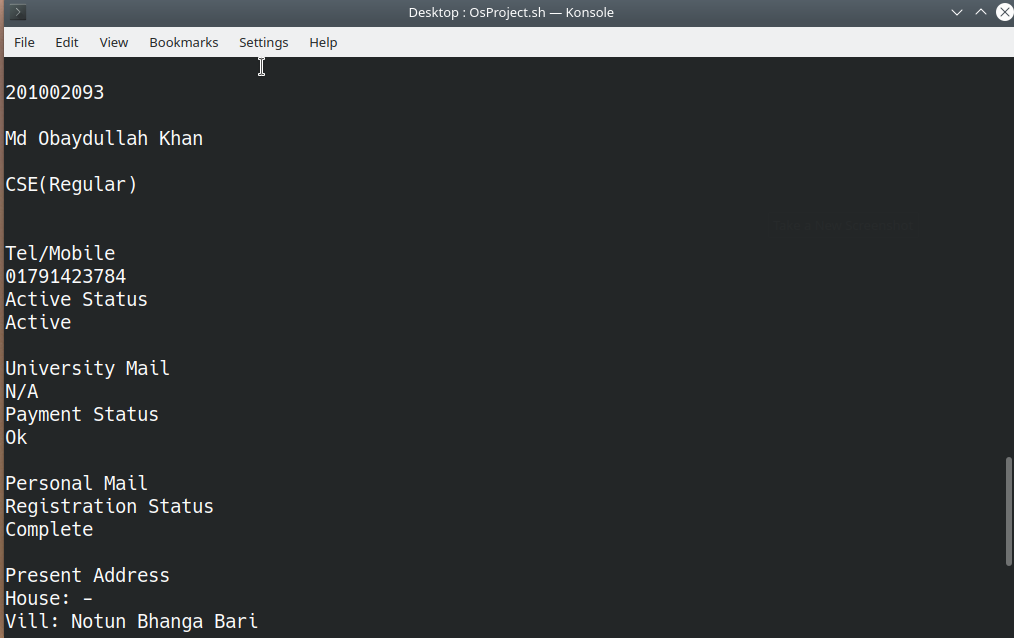 Desktop : OsProject.sh — Konsole
File Edit View Bookmarks Settings Help
201002093
Md Obaydullah Khan
CSE(Regular)
Tel/Mobile
01791423784
Active Status
Active
University Mail
N/A
Payment Status
Ok
Personal Mail
Registration Status
Complete
Present Address
House: -
Vill: Notun Bhanga Bari